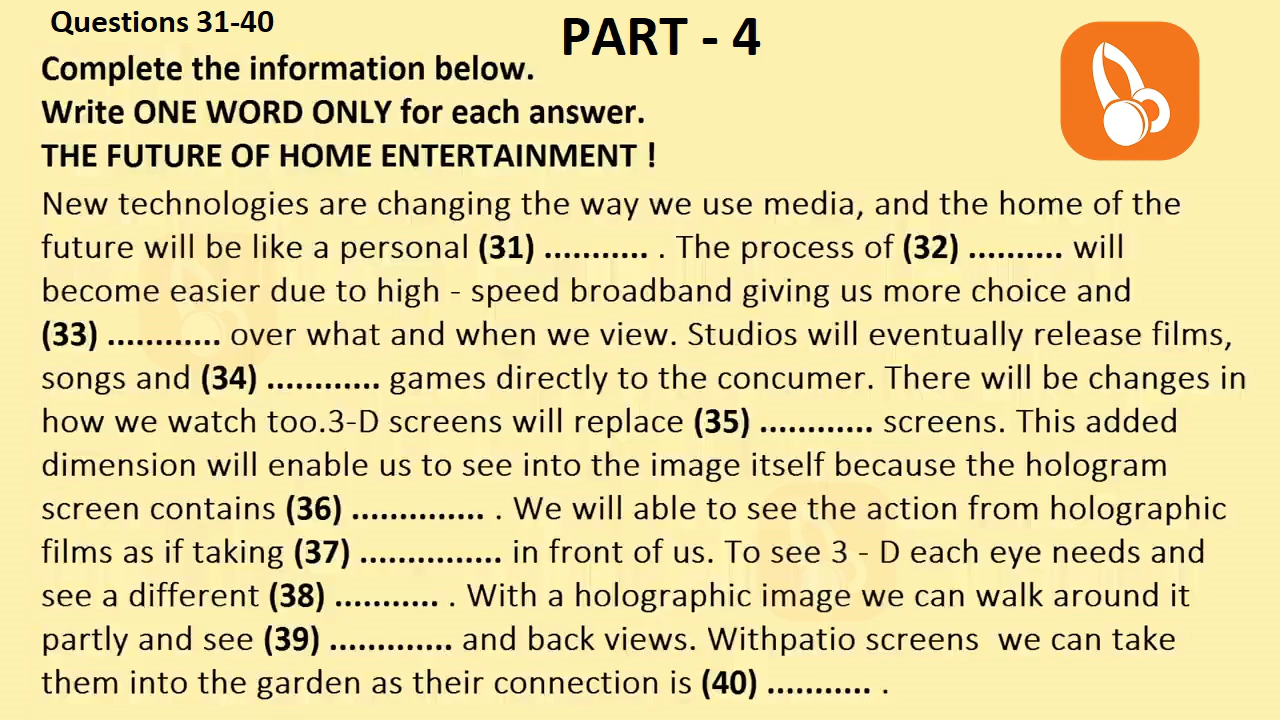 Questions 31-40
PART - 4
Complete the information below.
Write ONE WORD ONLY for each answer.
THE FUTURE OF HOME ENTERTAINMENT !
New technologies are changing the way we use media, and the home of the
future will be like a personal (31) ........... . The process of (32) .......... will
become easier due to high - speed broadband giving us more choice and
(33) ............ over what and when we view. Studios will eventually release films,
songs and (34) ............ games directly to the concumer. There will be changes in
how we watch too.3-D screens will replace (35) ............ screens. This added
dimension will enable us to see into the image itself because the hologram
screen contains (36) .............. . We will able to see the action from holographic
films as if taking (37) ............... in front of us. To see 3 - D each eye needs and
see a different (38) ........... . With a holographic image we can walk around it
partly and see (39) ............. and back views. Withpatio screens we can take
them into the garden as their connection is (40) ........... .